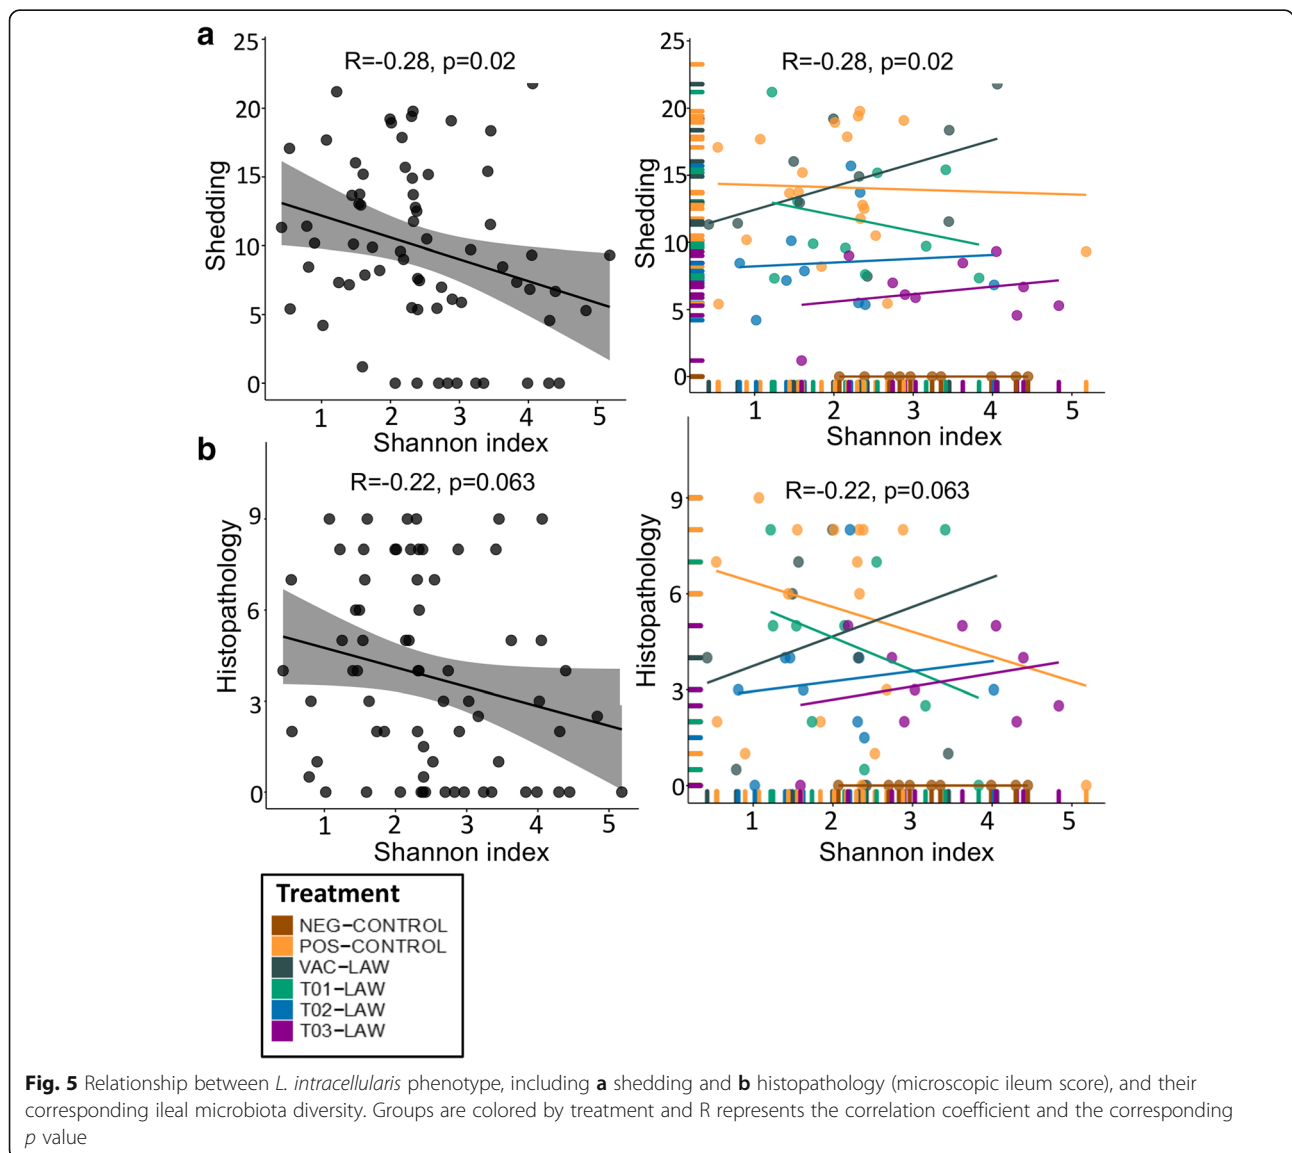 a
25
20
15
10
5
0
Shedding
R=-0.28, p=0.02
1 2 3 4 5
Shannon index
25
20
15
10
5
0
Shedding
R=-0.28, p=0.02
1 2 3 4 5
Shannon index
b
9
6
3
0
Histopathology
R=-0.22, p=0.063
1 2 3 4 5
Shannon index
9
6
3
0
Histopathology
R=-0.22, p=0.063
1 2 3 4 5
Shannon index
Treatment
NEG−CONTROL
POS−CONTROL
VAC−LAW
T01−LAW
T02−LAW
T03−LAW
Fig. 5 Relationship between L. intracellularis phenotype, including a shedding and b histopathology (microscopic ileum score), and their
corresponding ileal microbiota diversity. Groups are colored by treatment and R represents the correlation coefficient and the corresponding
p value